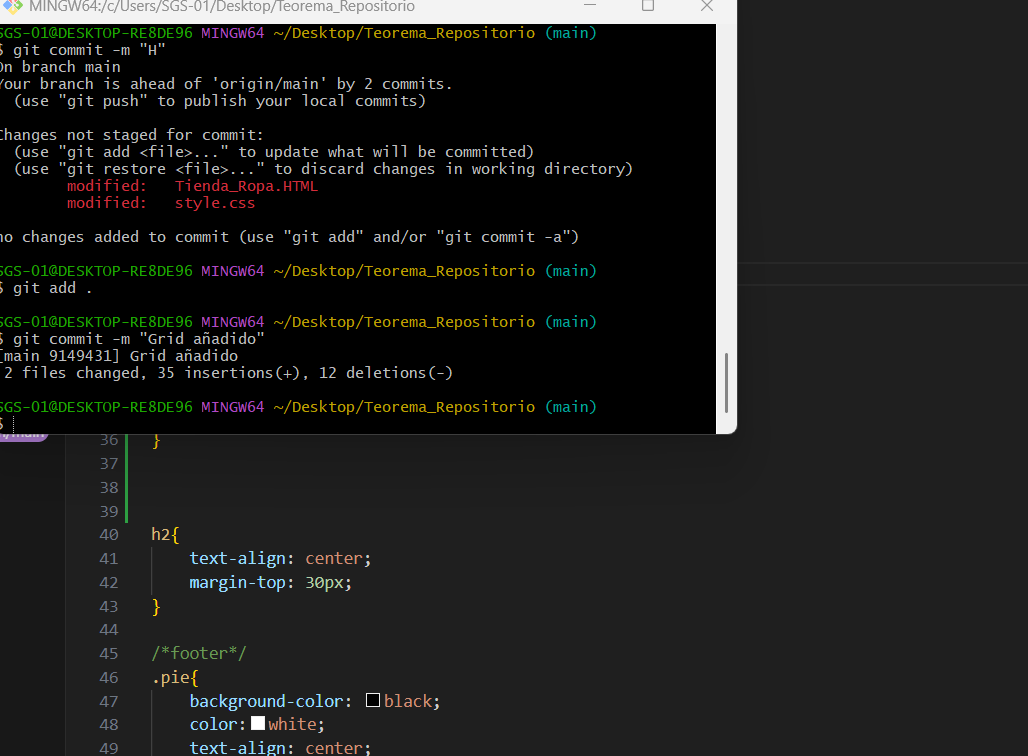 MINGW64:/c/Users/SGS-01/Desktop/Teorema_Repositorio
SGS-01@DESKTOP-RE8DE96 MINGW64 ~/Desktop/Teorema_Repositorio (main)
$ git commit -m "H"
On branch main
Your branch is ahead of 'origin/main' by 2 commits.
(use "git push" to publish your local commits)
Changes not staged for commit:
(use "git add <file>..." to update what will be committed)
(use "git restore <file>..." to discard changes in working directory)
modified: Tienda_Ropa.HTML
modified: style.css
no changes added to commit (use "git add" and/or "git commit -a")
SGS-01@DESKTOP-RE8DE96 MINGW64 ~/Desktop/Teorema_Repositorio (main)
$ git add .
SGS-01@DESKTOP-RE8DE96 MINGW64 ~/Desktop/Teorema_Repositorio (main)
$ git commit -m "Grid añadido"
[main 9149431] Grid añadido
2 files changed, 35 insertions(+), 12 deletions(-)
SGS-01@DESKTOP-RE8DE96 MINGW64 ~/Desktop/Teorema_Repositorio (main)
$
36 }
37
38
39
40 h2{
41 text-align: center;
42 margin-top: 30px;
43 }
44
45 /*footer*/
46 .pie{
47 background-color: black;
48 color: white;
49 text-align: center;